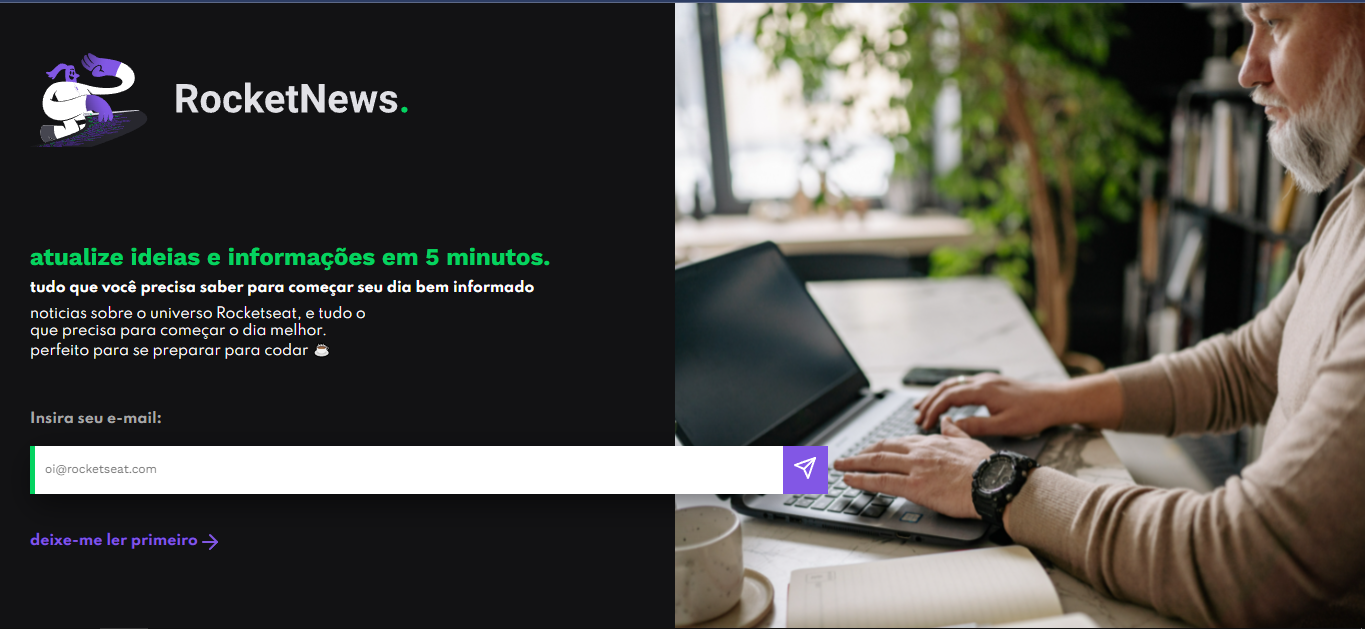 RocketNews.
atualize ideias e informações em 5 minutos.
tudo que você precisa saber para começar seu dia bem informado
noticias sobre o universo Rocketseat, e tudo o
que precisa para começar o dia melhor.
perfeito para se preparar para codar ☕
Insira seu e-mail:
oi@rocketseat.com
deixe-me ler primeiro →